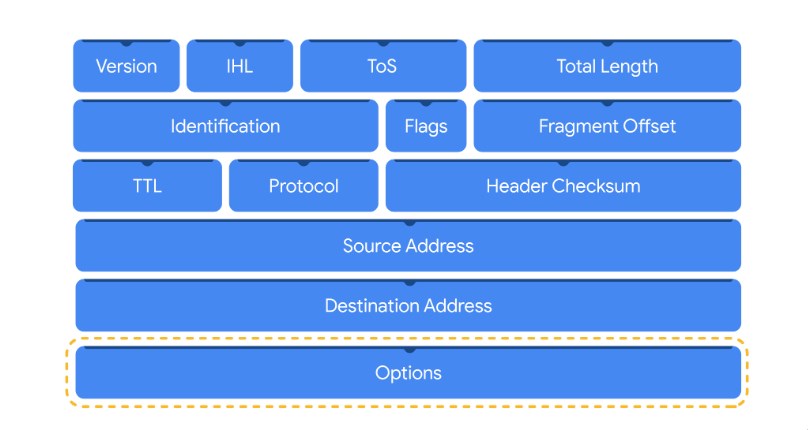 Version IHL ToS Total Length
Identification Flags Fragment Offset
TTL Protocol Header Checksum
Source Address
Destination Address
Options